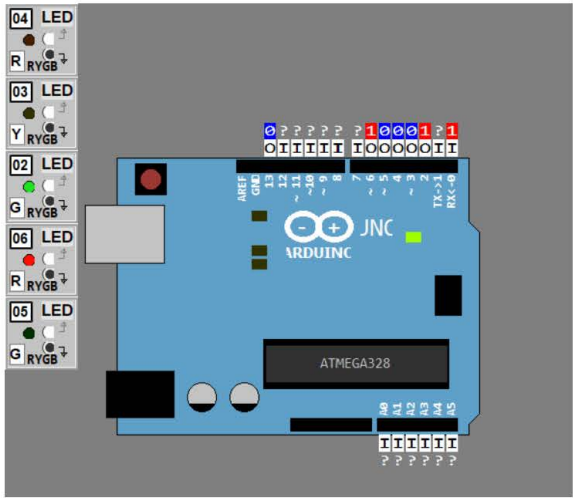 04 LED
R RYGB
03 LED
Y RYGB
02 LED
G RYGB
06 LED
R RYGB
05 LED
G RYGB
0 ? ? ? ? ? ? 1 0 0 0 1 ? 1
O I I I I I I O O O O O I I
AREF
GND
13
12
~11
~10
~9
8
7
~6
~5
4
~3
2
TX->1
RX<-0
- + JNC
ARDUINC
ATMEGA328
A0
A1
A2
A3
A4
A5
I I I I I I
? ? ? ? ? ?